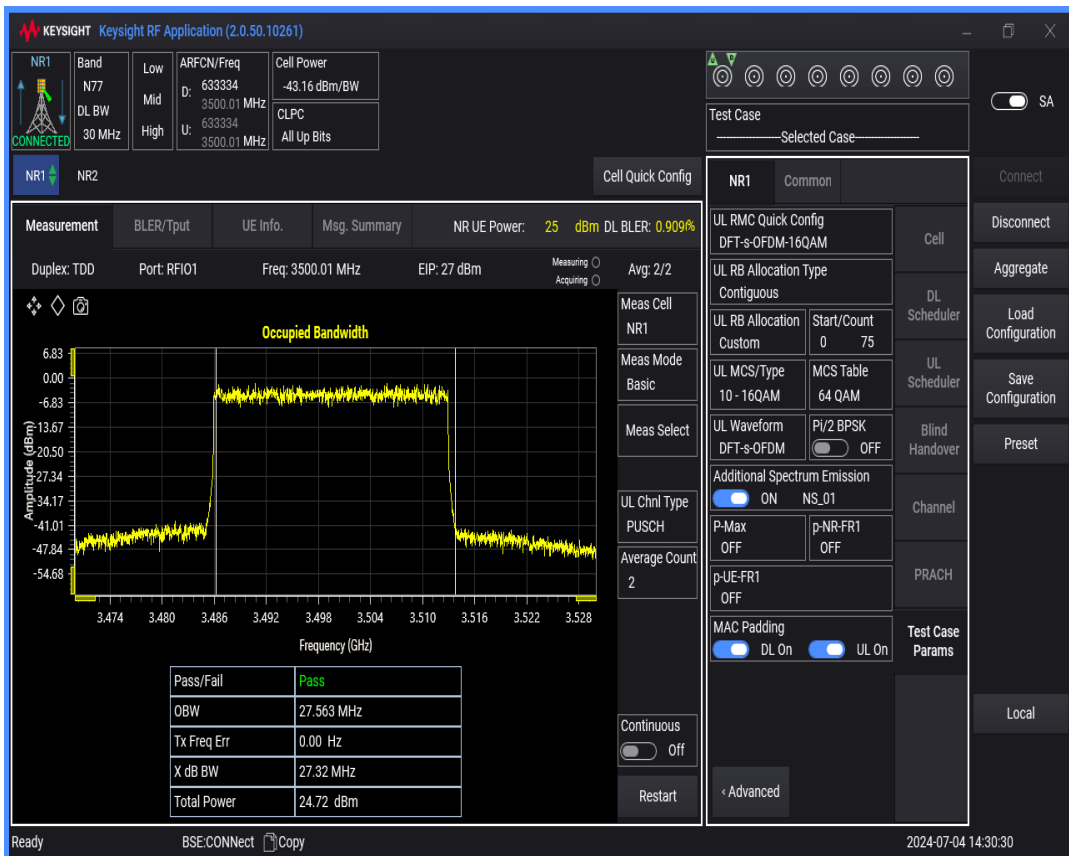 KEYSIGHT Keysight RF Application (2.0.50.10261)
NR1
CONNECTED
Band
N77
DL BW
30 MHz
Low
Mid
High
ARFCN/Freq
D: 633334
3500.01 MHz
U: 633334
3500.01 MHz
Cell Power
-43.16 dBm/BW
CLPC
All Up Bits
Test Case
Selected Case
SA
NR1 NR2 Cell Quick Config
Measurement BLER/Tput UE Info. Msg. Summary NR UE Power: 25 dBm DL BLER: 0.909%
Duplex: TDD Port: RFIO1 Freq: 3500.01 MHz EIP: 27 dBm Measuring Acquiring Avg: 2/2
Occupied Bandwidth
6.83
0.00
-6.83
-13.67
-20.50
-27.34
-34.17
-41.01
-47.84
-54.68
Amplitude (dBm)
3.474 3.480 3.486 3.492 3.498 3.504 3.510 3.516 3.522 3.528
Frequency (GHz)
Pass/Fail Pass
OBW 27.563 MHz
Tx Freq Err 0.00 Hz
X dB BW 27.32 MHz
Total Power 24.72 dBm
Meas Cell
NR1
Meas Mode
Basic
Meas Select
UL Chnl Type
PUSCH
Average Count
2
Continuous
Off
Restart
NR1 Common
UL RMC Quick Config
DFT-s-OFDM-16QAM
UL RB Allocation Type
Contiguous
UL RB Allocation
Custom
Start/Count
0 75
UL MCS/Type
10 - 16QAM
MCS Table
64 QAM
UL Waveform
DFT-s-OFDM
Pi/2 BPSK
OFF
Additional Spectrum Emission
ON NS_01
P-Max
OFF
p-NR-FR1
OFF
p-UE-FR1
OFF
MAC Padding
DL On UL On
‹ Advanced
Cell
DL
Scheduler
UL
Scheduler
Blind
Handover
Channel
PRACH
Test Case
Params
Connect
Disconnect
Aggregate
Load
Configuration
Save
Configuration
Preset
Local
Ready BSE:CONNect Copy 2024-07-04 14:30:30